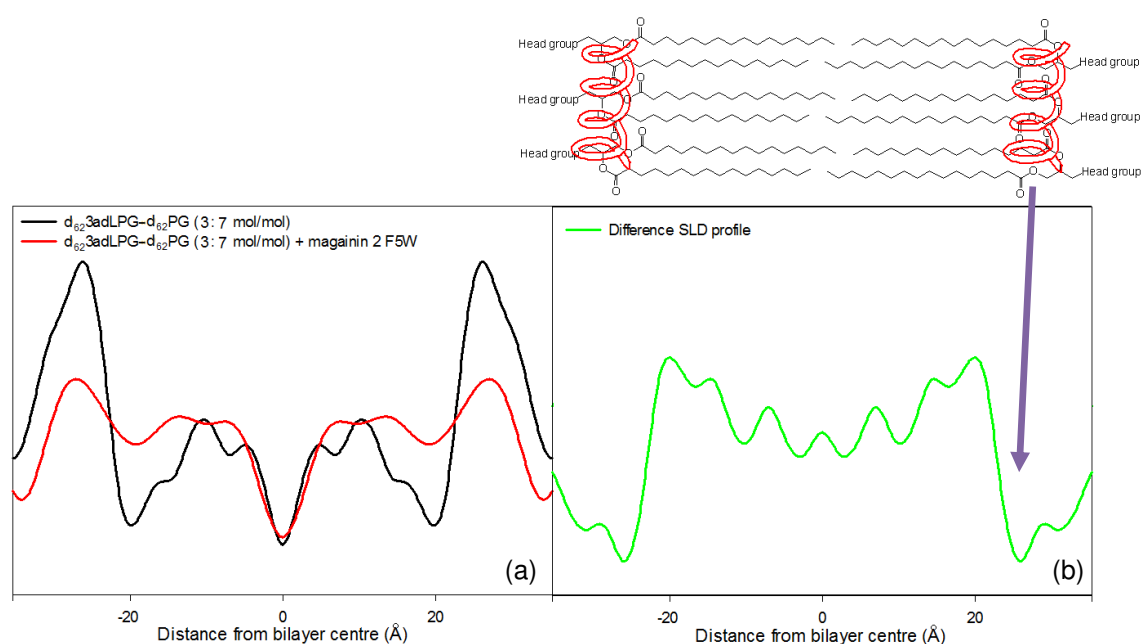 Head group
Head group
Head group
Head group
Head group
Head group
O
O
O
O
O
O
O
O
O
O
d₆₂3adLPG–d₆₂PG (3: 7 mol/mol)
d₆₂3adLPG–d₆₂PG (3: 7 mol/mol) + magainin 2 F5W
Difference SLD profile
(a)
(b)
-20
0
20
-20
0
20
Distance from bilayer centre (Å)
Distance from bilayer centre (Å)